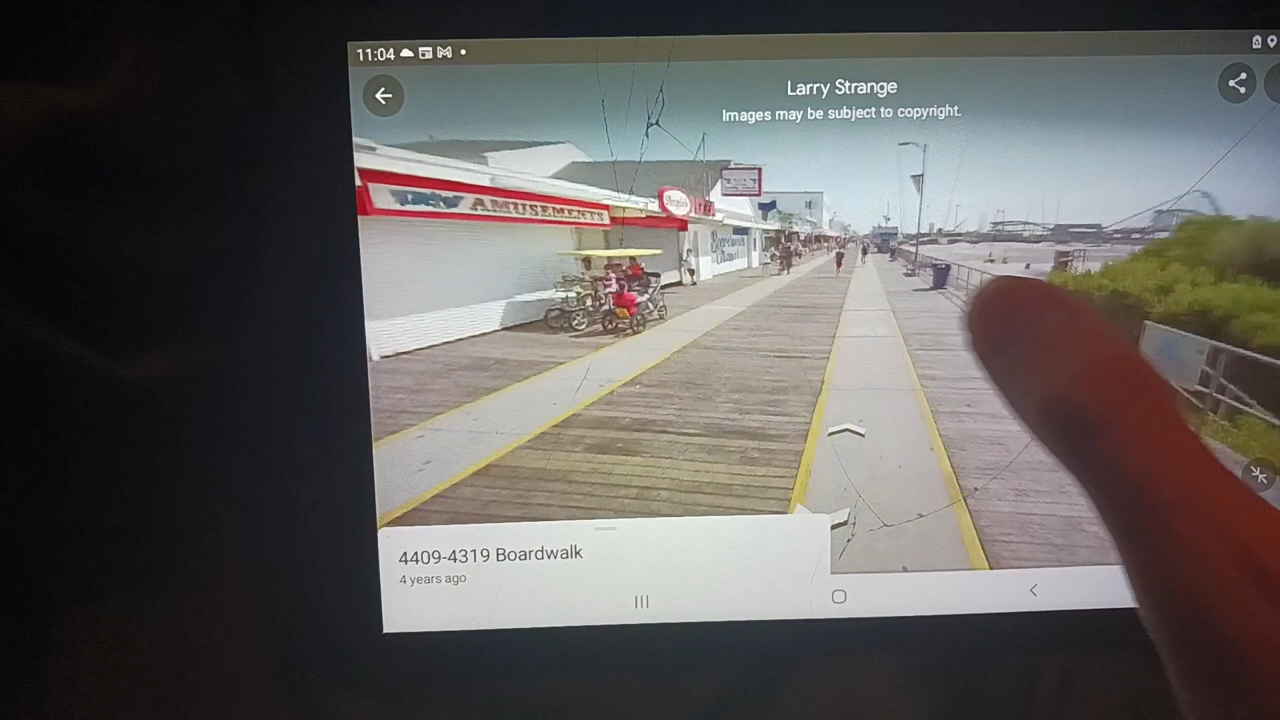 11:04
Larry Strange
Images may be subject to copyright.
AMUSEMENTS
4409-4319 Boardwalk
4 years ago